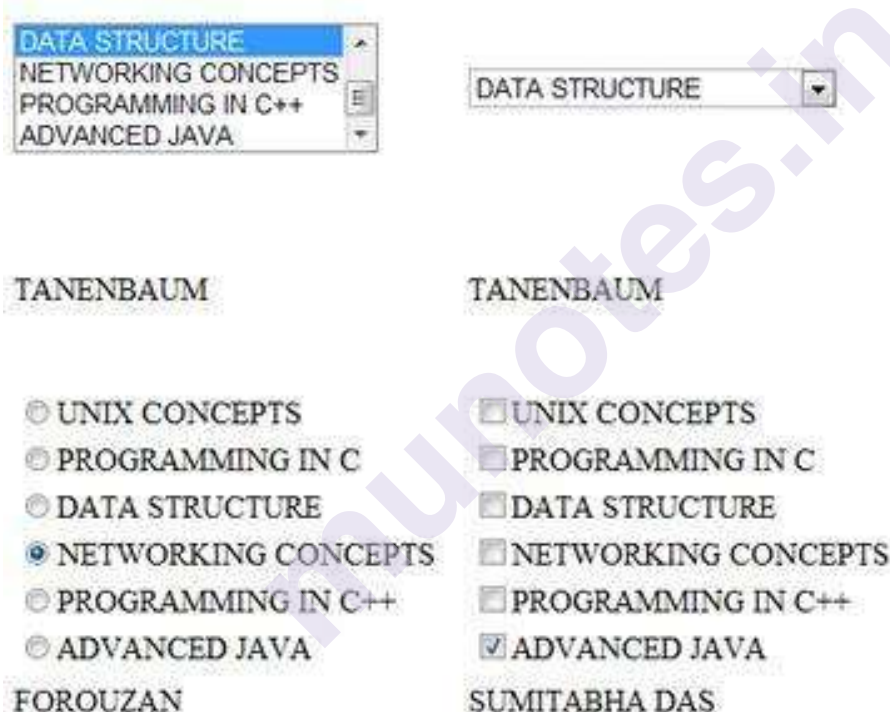 DATA STRUCTURE
NETWORKING CONCEPTS
PROGRAMMING IN C++
ADVANCED JAVA
DATA STRUCTURE
TANENBAUM
TANENBAUM
UNIX CONCEPTS
PROGRAMMING IN C
DATA STRUCTURE
NETWORKING CONCEPTS
PROGRAMMING IN C++
ADVANCED JAVA
FOROUZAN
UNIX CONCEPTS
PROGRAMMING IN C
DATA STRUCTURE
NETWORKING CONCEPTS
PROGRAMMING IN C++
ADVANCED JAVA
SUMITABHA DAS
munotes.in